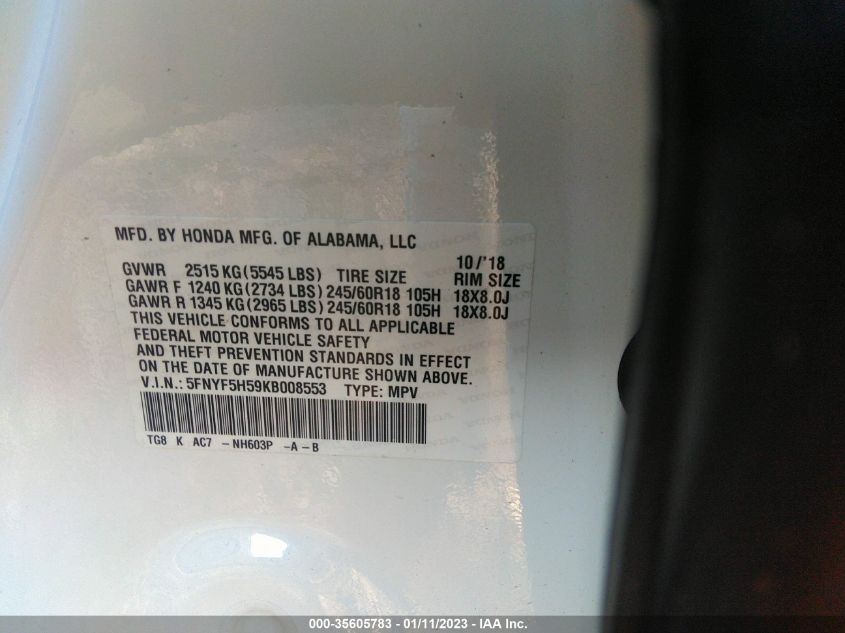 MFD. BY HONDA MFG. OF ALABAMA, LLC
10/'18
GVWR 2515 KG (5545 LBS) TIRE SIZE RIM SIZE
GAWR F 1240 KG (2734 LBS) 245/60R18 105H 18X8.0J
GAWR R 1345 KG (2965 LBS) 245/60R18 105H 18X8.0J
THIS VEHICLE CONFORMS TO ALL APPLICABLE
FEDERAL MOTOR VEHICLE SAFETY
AND THEFT PREVENTION STANDARDS IN EFFECT
ON THE DATE OF MANUFACTURE SHOWN ABOVE.
V.I.N.: 5FNYF5H59KB008553 TYPE: MPV
TG8 K AC7 - NH603P - A - B
000-35605783 - 01/11/2023 - IAA Inc.